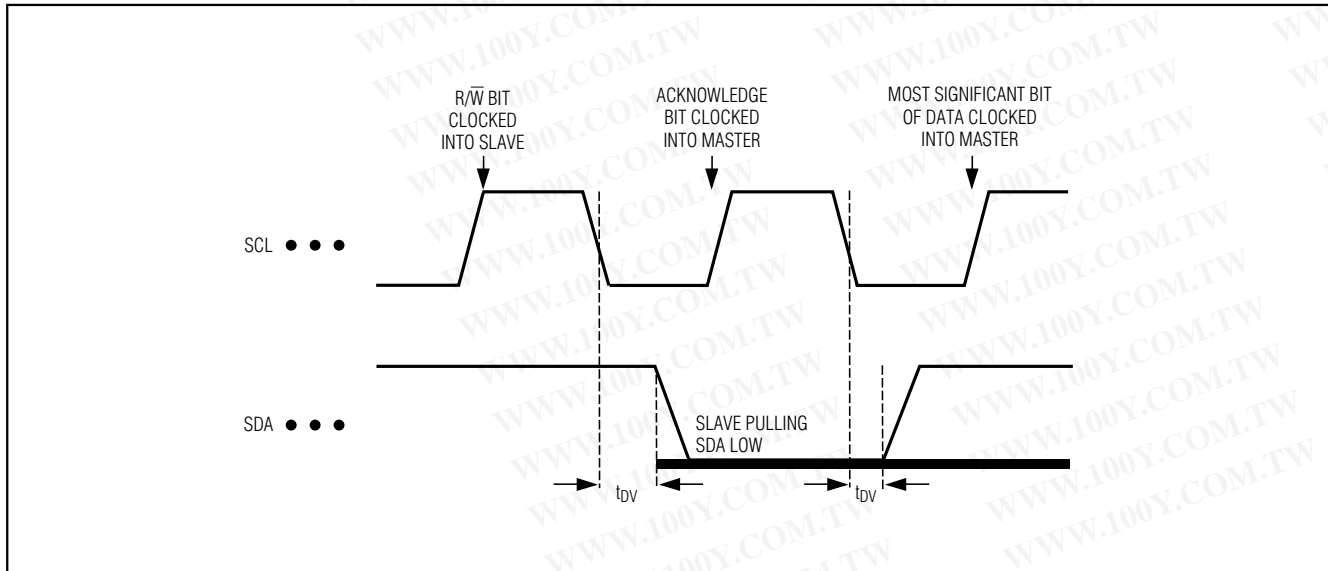 R/W̅ BIT
CLOCKED
INTO SLAVE
ACKNOWLEDGE
BIT CLOCKED
INTO MASTER
MOST SIGNIFICANT BIT
OF DATA CLOCKED
INTO MASTER
SCL • • •
SDA • • •
SLAVE PULLING
SDA LOW
tDV
tDV
WWW.100Y.COM.TW